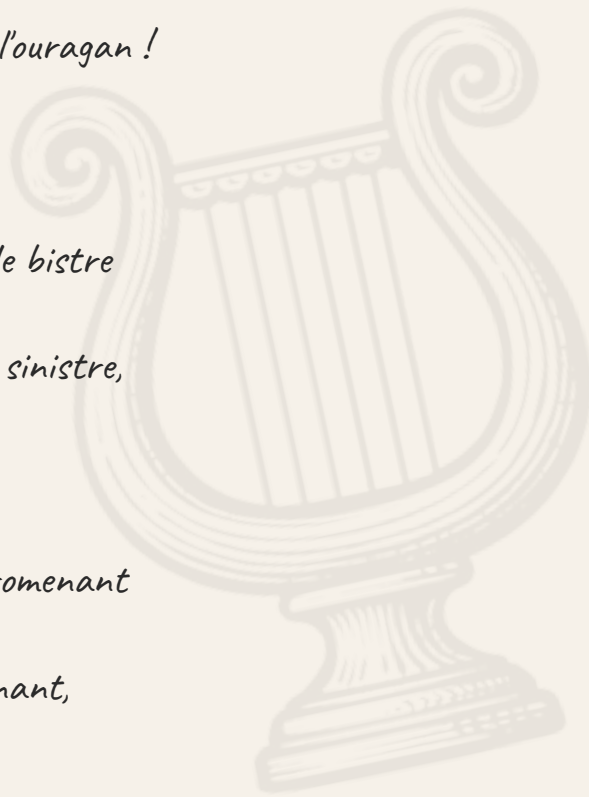 l'ouragan !
le bistre
sinistre,
omenant
nant,